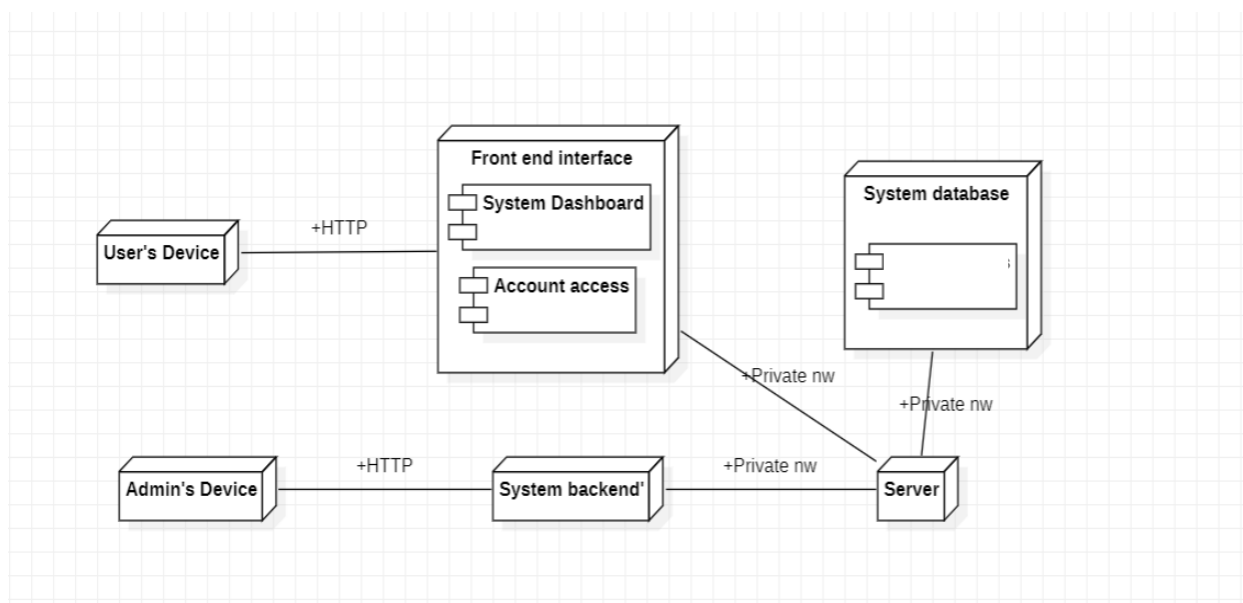 Front end interface
System Dashboard
Account access
System database
User's Device
+HTTP
+Private nw
+Private nw
Admin's Device
+HTTP
System backend'
+Private nw
Server